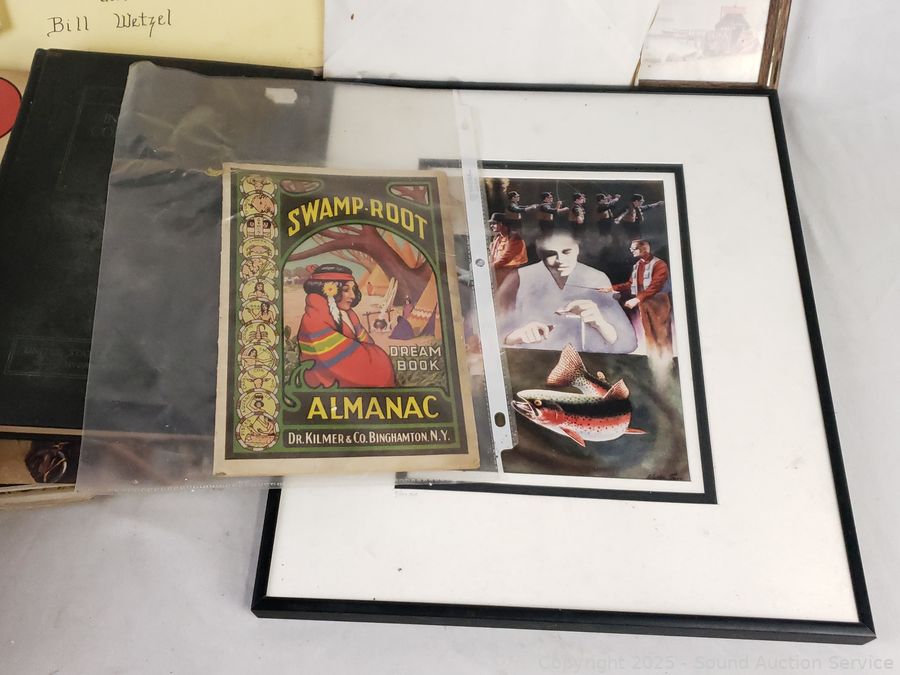 Bill Wetzel
SWAMP-ROOT
DREAM
BOOK
ALMANAC
DR. KILMER & CO. BINGHAMTON, N.Y.
Copyright 2025 - Sound Auction Service